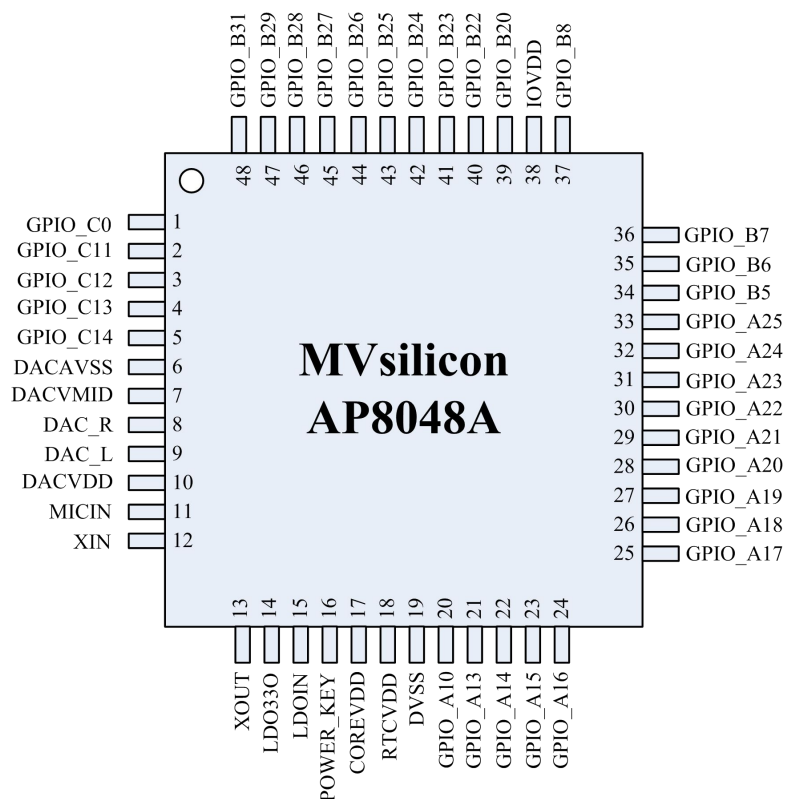 GPIO_B31
GPIO_B29
GPIO_B28
GPIO_B27
GPIO_B26
GPIO_B25
GPIO_B24
GPIO_B23
GPIO_B22
GPIO_B20
IOVDD
GPIO_B8
48
47
46
45
44
43
42
41
40
39
38
37
GPIO_C0 1
GPIO_C11 2
GPIO_C12 3
GPIO_C13 4
GPIO_C14 5
DACAVSS 6
DACVMID 7
DAC_R 8
DAC_L 9
DACVDD 10
MICIN 11
XIN 12
MVsilicon
AP8048A
36 GPIO_B7
35 GPIO_B6
34 GPIO_B5
33 GPIO_A25
32 GPIO_A24
31 GPIO_A23
30 GPIO_A22
29 GPIO_A21
28 GPIO_A20
27 GPIO_A19
26 GPIO_A18
25 GPIO_A17
13
14
15
16
17
18
19
20
21
22
23
24
XOUT
LDO33O
LDOIN
POWER_KEY
COREVDD
RTCVDD
DVSS
GPIO_A10
GPIO_A13
GPIO_A14
GPIO_A15
GPIO_A16